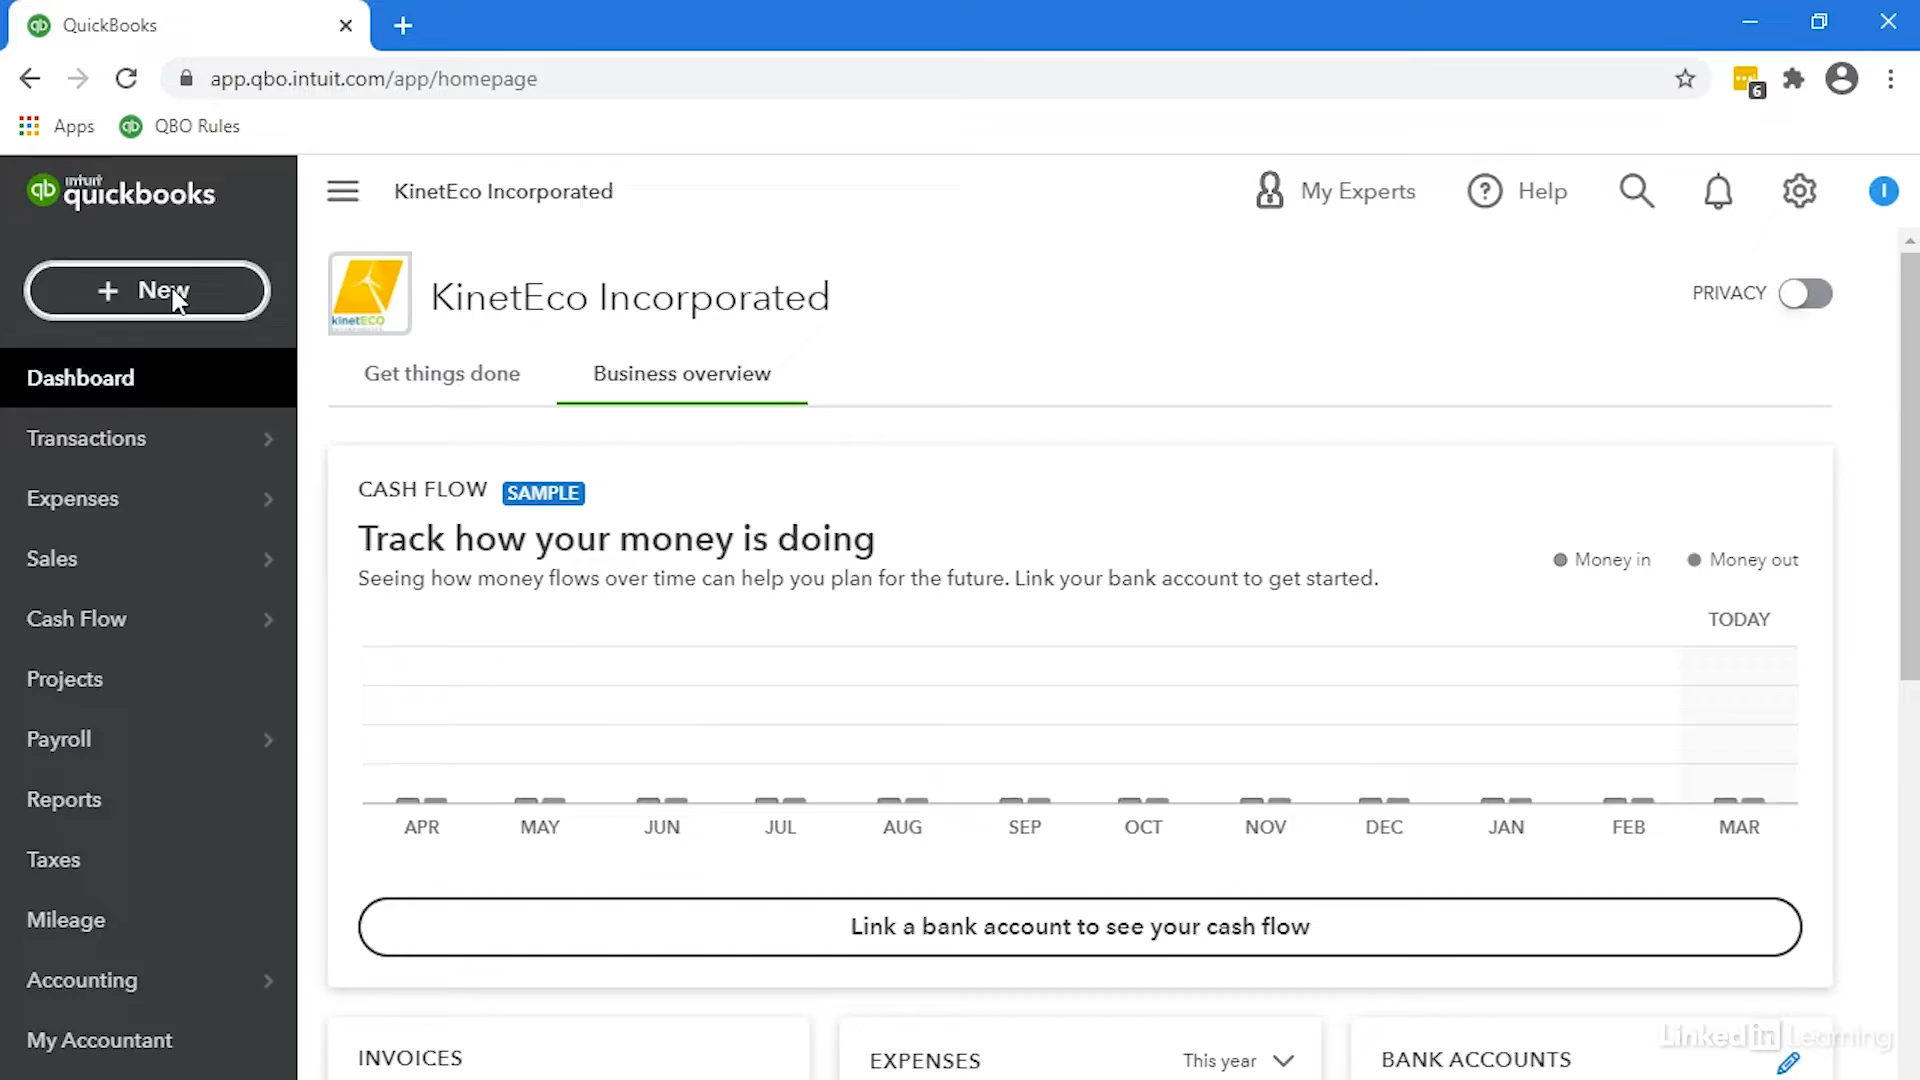 QuickBooks
app.qbo.intuit.com/app/homepage
6
Apps
QBO Rules
intuit
quickbooks
KinetEco Incorporated
My Experts
Help
I
+ New
kinetECO
KinetEco Incorporated
PRIVACY
Get things done
Business overview
Dashboard
Transactions
Expenses
Sales
Cash Flow
Projects
Payroll
Reports
Taxes
Mileage
Accounting
My Accountant
CASH FLOW
SAMPLE
Track how your money is doing
Seeing how money flows over time can help you plan for the future. Link your bank account to get started.
Money in
Money out
TODAY
APR MAY JUN JUL AUG SEP OCT NOV DEC JAN FEB MAR
Link a bank account to see your cash flow
INVOICES
EXPENSES
This year
BANK ACCOUNTS
LinkedIn Learning